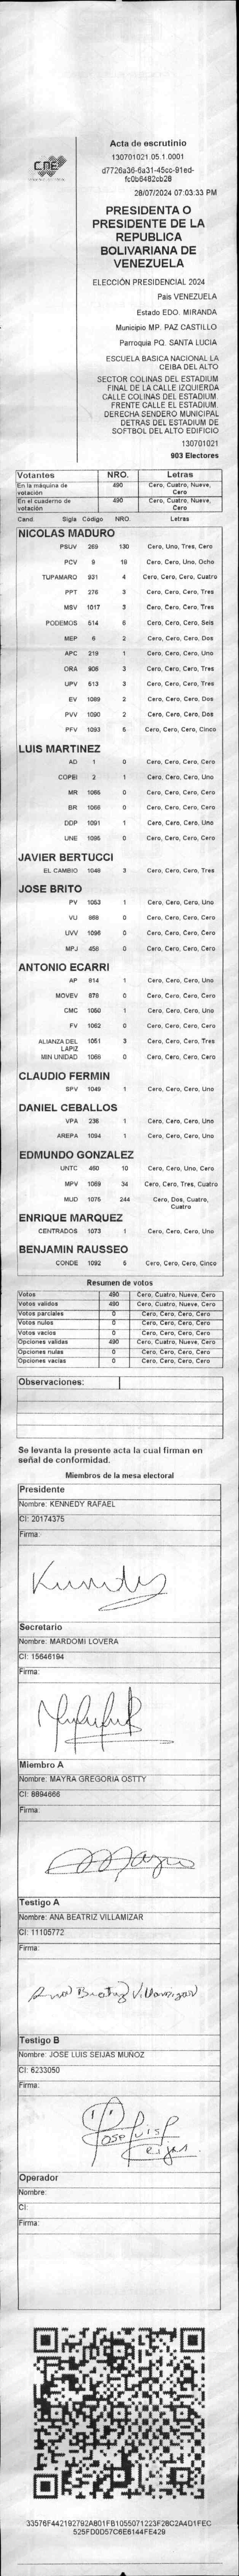 CNE
Acta de escrutinio
130701021.05.1.0001
d7726a36-6a31-45cc-91ed-
fc0b6482cb28
28/07/2024 07:03:33 PM
PRESIDENTA O
PRESIDENTE DE LA
REPUBLICA
BOLIVARIANA DE
VENEZUELA
ELECCIÓN PRESIDENCIAL 2024
Pais VENEZUELA
Estado EDO. MIRANDA
Municipio MP. PAZ CASTILLO
Parroquia PQ. SANTA LUCIA
ESCUELA BASICA NACIONAL LA
CEIBA DEL ALTO
SECTOR COLINAS DEL ESTADIUM
FINAL DE LA CALLE IZQUIERDA
CALLE COLINAS DEL ESTADIUM.
FRENTE CALLE EL ESTADIUM.
DERECHA SENDERO MUNICIPAL
DETRAS DEL ESTADIUM DE
SOFTBOL DEL ALTO EDIFICIO
130701021
903 Electores
Votantes NRO. Letras
En la máquina de votación 490 Cero, Cuatro, Nueve, Cero
En el cuaderno de votación 490 Cero, Cuatro, Nueve, Cero
Cand. Sigla Código NRO. Letras
NICOLAS MADURO
PSUV 269 130 Cero, Uno, Tres, Cero
PCV 9 18 Cero, Cero, Uno, Ocho
TUPAMARO 931 4 Cero, Cero, Cero, Cuatro
PPT 276 3 Cero, Cero, Cero, Tres
MSV 1017 3 Cero, Cero, Cero, Tres
PODEMOS 514 6 Cero, Cero, Cero, Seis
MEP 6 2 Cero, Cero, Cero, Dos
APC 219 1 Cero, Cero, Cero, Uno
ORA 906 3 Cero, Cero, Cero, Tres
UPV 513 3 Cero, Cero, Cero, Tres
EV 1089 2 Cero, Cero, Cero, Dos
PVV 1090 2 Cero, Cero, Cero, Dos
PFV 1093 5 Cero, Cero, Cero, Cinco
LUIS MARTINEZ
AD 1 0 Cero, Cero, Cero, Cero
COPEI 2 1 Cero, Cero, Cero, Uno
MR 1065 0 Cero, Cero, Cero, Cero
BR 1066 0 Cero, Cero, Cero, Cero
DDP 1091 1 Cero, Cero, Cero, Uno
UNE 1095 0 Cero, Cero, Cero, Cero
JAVIER BERTUCCI
EL CAMBIO 1048 3 Cero, Cero, Cero, Tres
JOSE BRITO
PV 1053 1 Cero, Cero, Cero, Uno
VU 868 0 Cero, Cero, Cero, Cero
UVV 1096 0 Cero, Cero, Cero, Cero
MPJ 458 0 Cero, Cero, Cero, Cero
ANTONIO ECARRI
AP 814 1 Cero, Cero, Cero, Uno
MOVEV 878 0 Cero, Cero, Cero, Cero
CMC 1050 1 Cero, Cero, Cero, Uno
FV 1062 0 Cero, Cero, Cero, Cero
ALIANZA DEL LAPIZ 1051 3 Cero, Cero, Cero, Tres
MIN UNIDAD 1066 0 Cero, Cero, Cero, Cero
CLAUDIO FERMIN
SPV 1049 1 Cero, Cero, Cero, Uno
DANIEL CEBALLOS
VPA 236 1 Cero, Cero, Cero, Uno
AREPA 1094 1 Cero, Cero, Cero, Uno
EDMUNDO GONZALEZ
UNTC 460 10 Cero, Cero, Uno, Cero
MPV 1069 34 Cero, Cero, Tres, Cuatro
MUD 1075 244 Cero, Dos, Cuatro, Cuatro
ENRIQUE MARQUEZ
CENTRADOS 1073 1 Cero, Cero, Cero, Uno
BENJAMIN RAUSSEO
CONDE 1092 5 Cero, Cero, Cero, Cinco
Resumen de votos
Votos 490 Cero, Cuatro, Nueve, Cero
Votos validos 490 Cero, Cuatro, Nueve, Cero
Votos parciales 0 Cero, Cero, Cero, Cero
Votos nulos 0 Cero, Cero, Cero, Cero
Votos vacios 0 Cero, Cero, Cero, Cero
Opciones validas 490 Cero, Cuatro, Nueve, Cero
Opciones nulas 0 Cero, Cero, Cero, Cero
Opciones vacias 0 Cero, Cero, Cero, Cero
Observaciones:
Se levanta la presente acta la cual firman en
señal de conformidad.
Miembros de la mesa electoral
Presidente
Nombre: KENNEDY RAFAEL
CI: 20174375
Firma:
Secretario
Nombre: MARDOMI LOVERA
CI: 15646194
Firma:
Miembro A
Nombre: MAYRA GREGORIA OSTTY
CI: 8894666
Firma:
Mayra
Testigo A
Nombre: ANA BEATRIZ VILLAMIZAR
CI: 11105772
Firma:
Ana Beatriz Villamizar
Testigo B
Nombre: JOSE LUIS SEIJAS MUÑOZ
CI: 6233050
Firma:
Jose Luis
Seijas
Operador
Nombre:
CI:
Firma:
33576F442192792A801FB1055071223F28C2A4D1FEC
525FD0D57C6E6144FE429